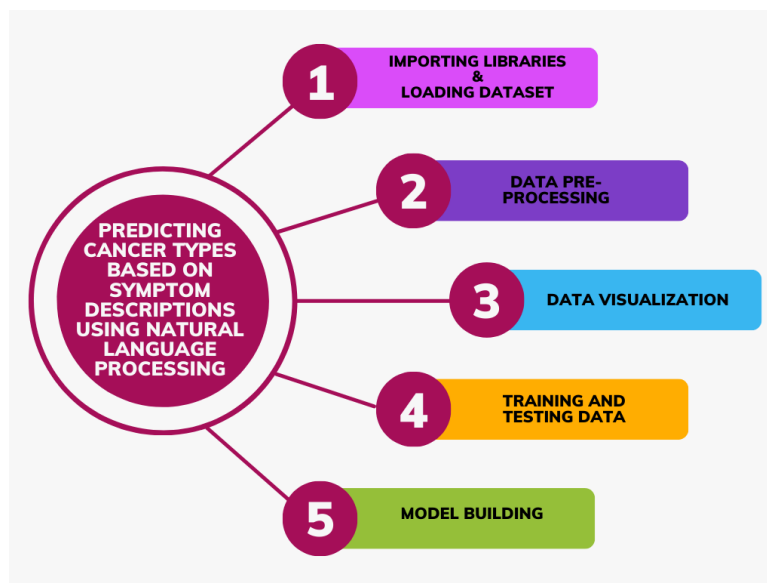 PREDICTING
CANCER TYPES
BASED ON
SYMPTOM
DESCRIPTIONS
USING NATURAL
LANGUAGE
PROCESSING
1
IMPORTING LIBRARIES
&
LOADING DATASET
2
DATA PRE-
PROCESSING
3
DATA VISUALIZATION
4
TRAINING AND
TESTING DATA
5
MODEL BUILDING